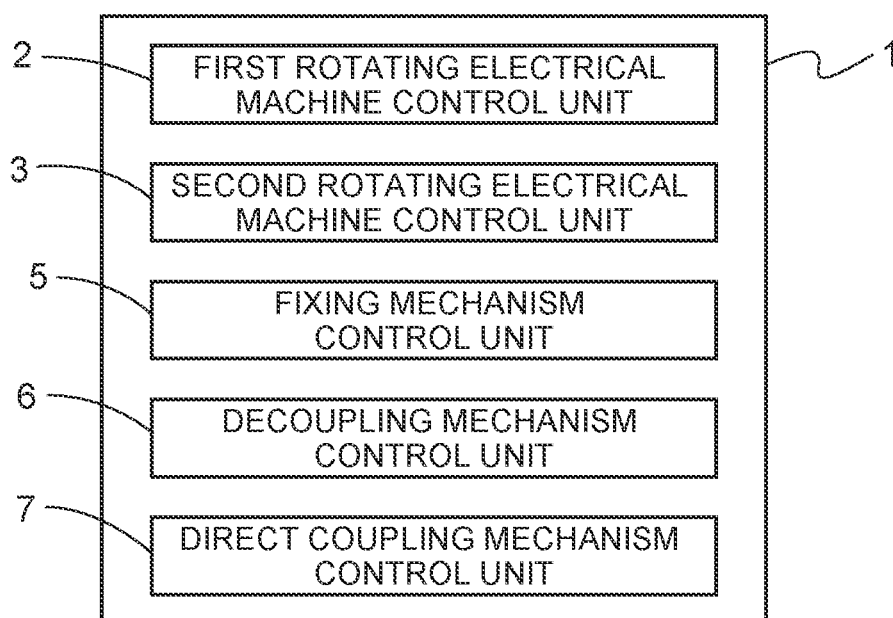 1
2
FIRST ROTATING ELECTRICAL
MACHINE CONTROL UNIT
3
SECOND ROTATING ELECTRICAL
MACHINE CONTROL UNIT
5
FIXING MECHANISM
CONTROL UNIT
6
DECOUPLING MECHANISM
CONTROL UNIT
7
DIRECT COUPLING MECHANISM
CONTROL UNIT